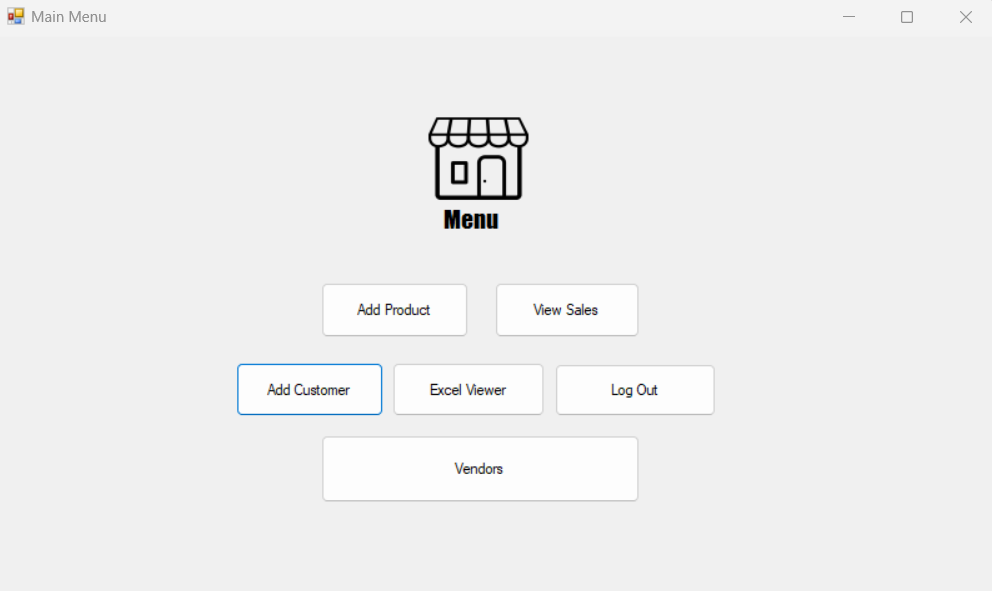 Main Menu
Menu
Add Product
View Sales
Add Customer
Excel Viewer
Log Out
Vendors